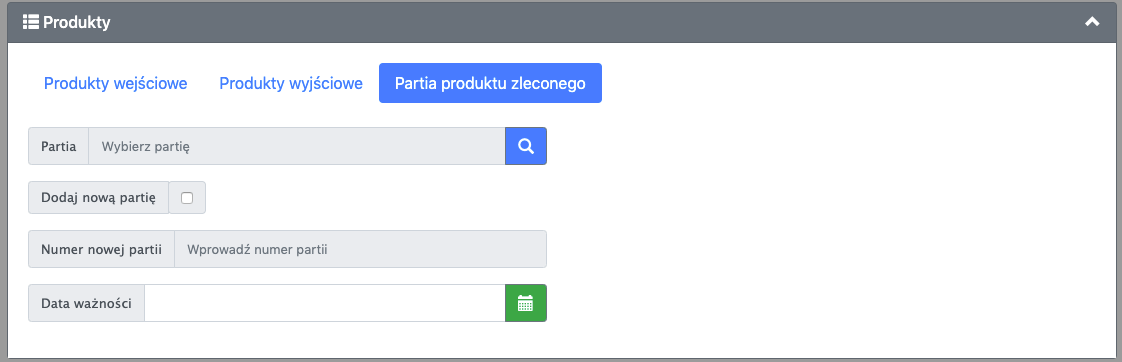 Produkty
Produkty wejściowe Produkty wyjściowe Partia produktu zleconego
Partia Wybierz partię
Dodaj nową partię
Numer nowej partii Wprowadź numer partii
Data ważności